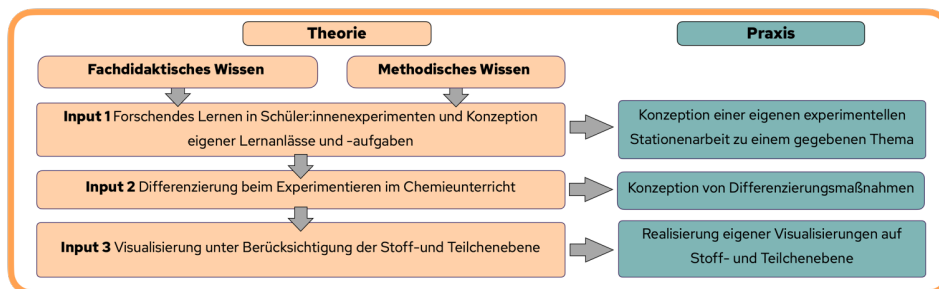 Theorie
Praxis
Fachdidaktisches Wissen
Methodisches Wissen
Input 1 Forschendes Lernen in Schüler:innenexperimenten und Konzeption
eigener Lernanlässe und -aufgaben
Konzeption einer eigenen experimentellen
Stationenarbeit zu einem gegebenen Thema
Input 2 Differenzierung beim Experimentieren im Chemieunterricht
Konzeption von Differenzierungsmaßnahmen
Input 3 Visualisierung unter Berücksichtigung der Stoff-und Teilchenebene
Realisierung eigener Visualisierungen auf
Stoff- und Teilchenebene